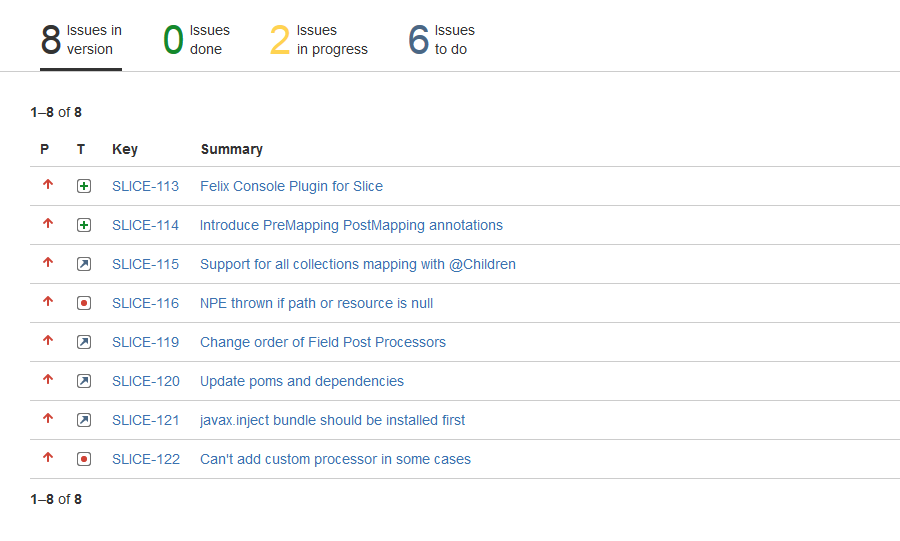 8 Issues in version
0 Issues done
2 Issues in progress
6 Issues to do
1–8 of 8
P T Key Summary
SLICE-113 Felix Console Plugin for Slice
SLICE-114 Introduce PreMapping PostMapping annotations
SLICE-115 Support for all collections mapping with @Children
SLICE-116 NPE thrown if path or resource is null
SLICE-119 Change order of Field Post Processors
SLICE-120 Update poms and dependencies
SLICE-121 javax.inject bundle should be installed first
SLICE-122 Can't add custom processor in some cases
1–8 of 8